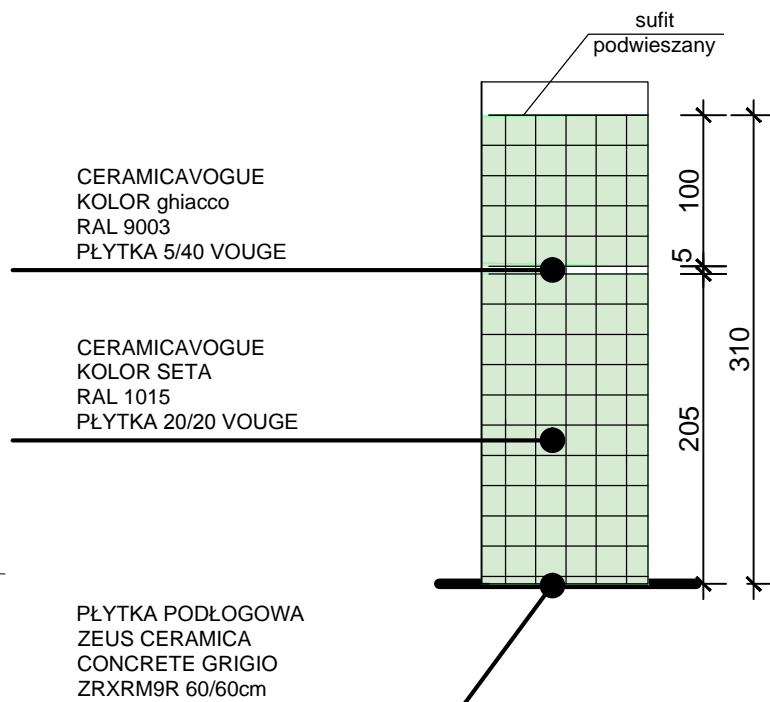 sufit
podwieszany
CERAMICAVOGUE
KOLOR ghiacco
RAL 9003
PŁYTKA 5/40 VOUGE
CERAMICAVOGUE
KOLOR SETA
RAL 1015
PŁYTKA 20/20 VOUGE
PŁYTKA PODŁOGOWA
ZEUS CERAMICA
CONCRETE GRIGIO
ZRXRM9R 60/60cm
100
5
205
310